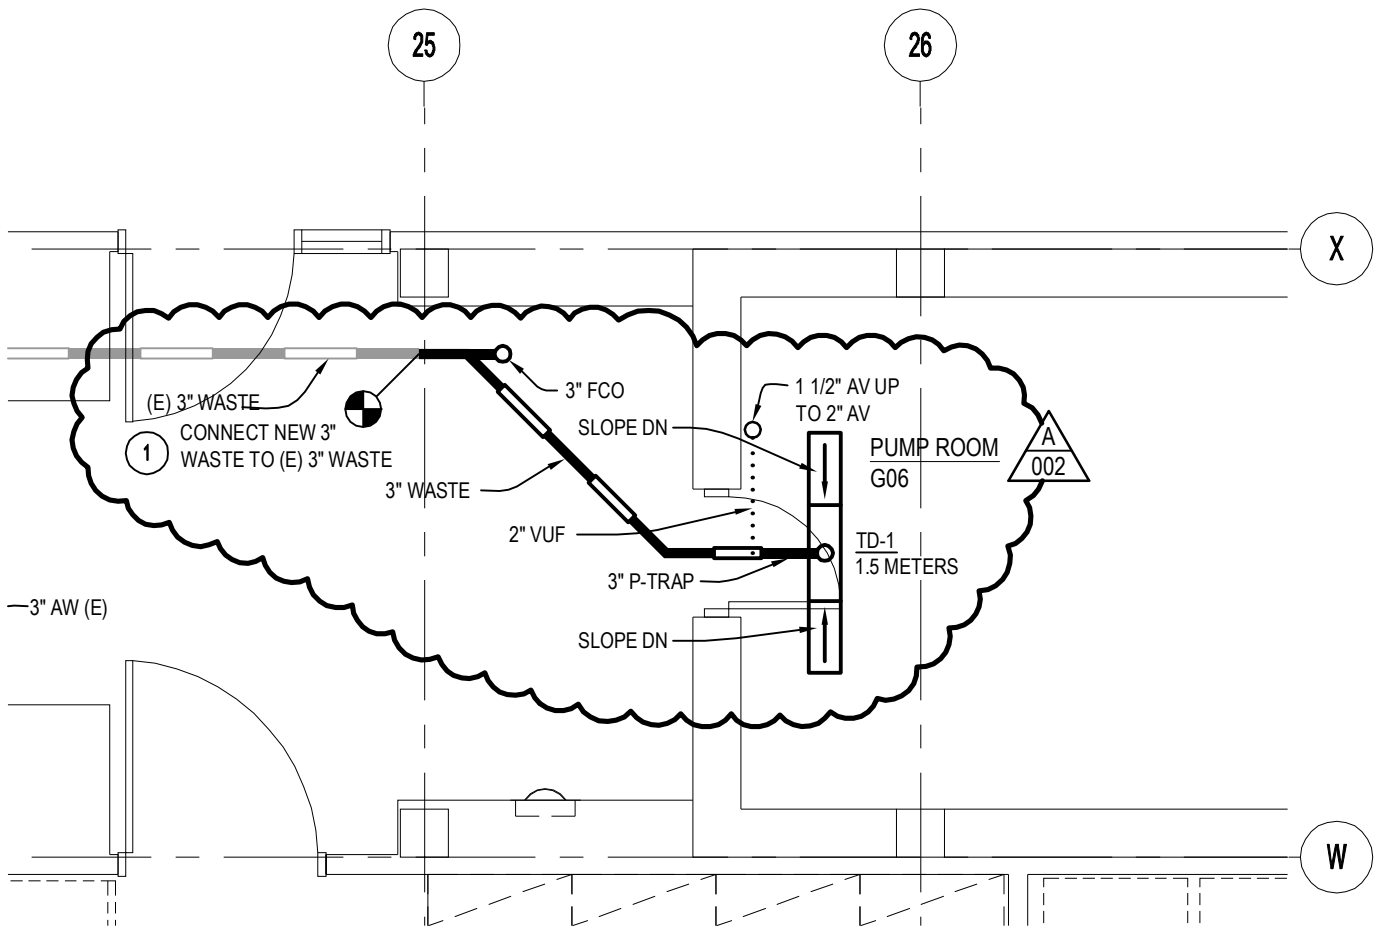 25
26
X
3" FCO
1 1/2" AV UP
TO 2" AV
(E) 3" WASTE
SLOPE DN
A
002
1
CONNECT NEW 3"
WASTE TO (E) 3" WASTE
PUMP ROOM
G06
3" WASTE
2" VUF
TD-1
1.5 METERS
3" P-TRAP
3" AW (E)
SLOPE DN
W